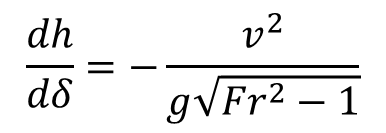 dh/dδ = − v²/(g√(Fr² − 1))